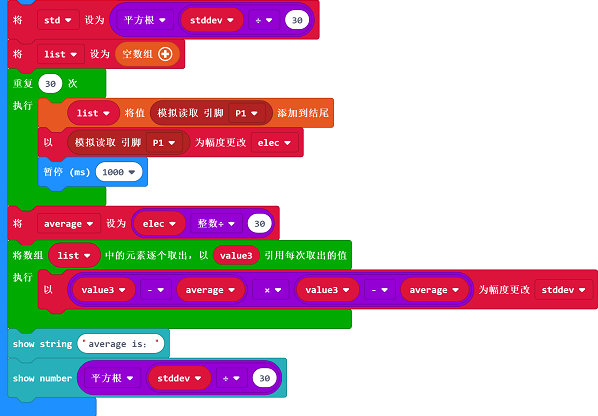 将 std 设为 平方根 stddev ÷ 30
将 list 设为 空数组
重复 30 次
执行
list 将值 模拟读取 引脚 P1 添加到结尾
以 模拟读取 引脚 P1 为幅度更改 elec
暂停 (ms) 1000
将 average 设为 elec 整数÷ 30
将数组 list 中的元素逐个取出，以 value3 引用每次取出的值
执行
以 value3 - average × value3 - average 为幅度更改 stddev
show string "average is: "
show number 平方根 stddev ÷ 30